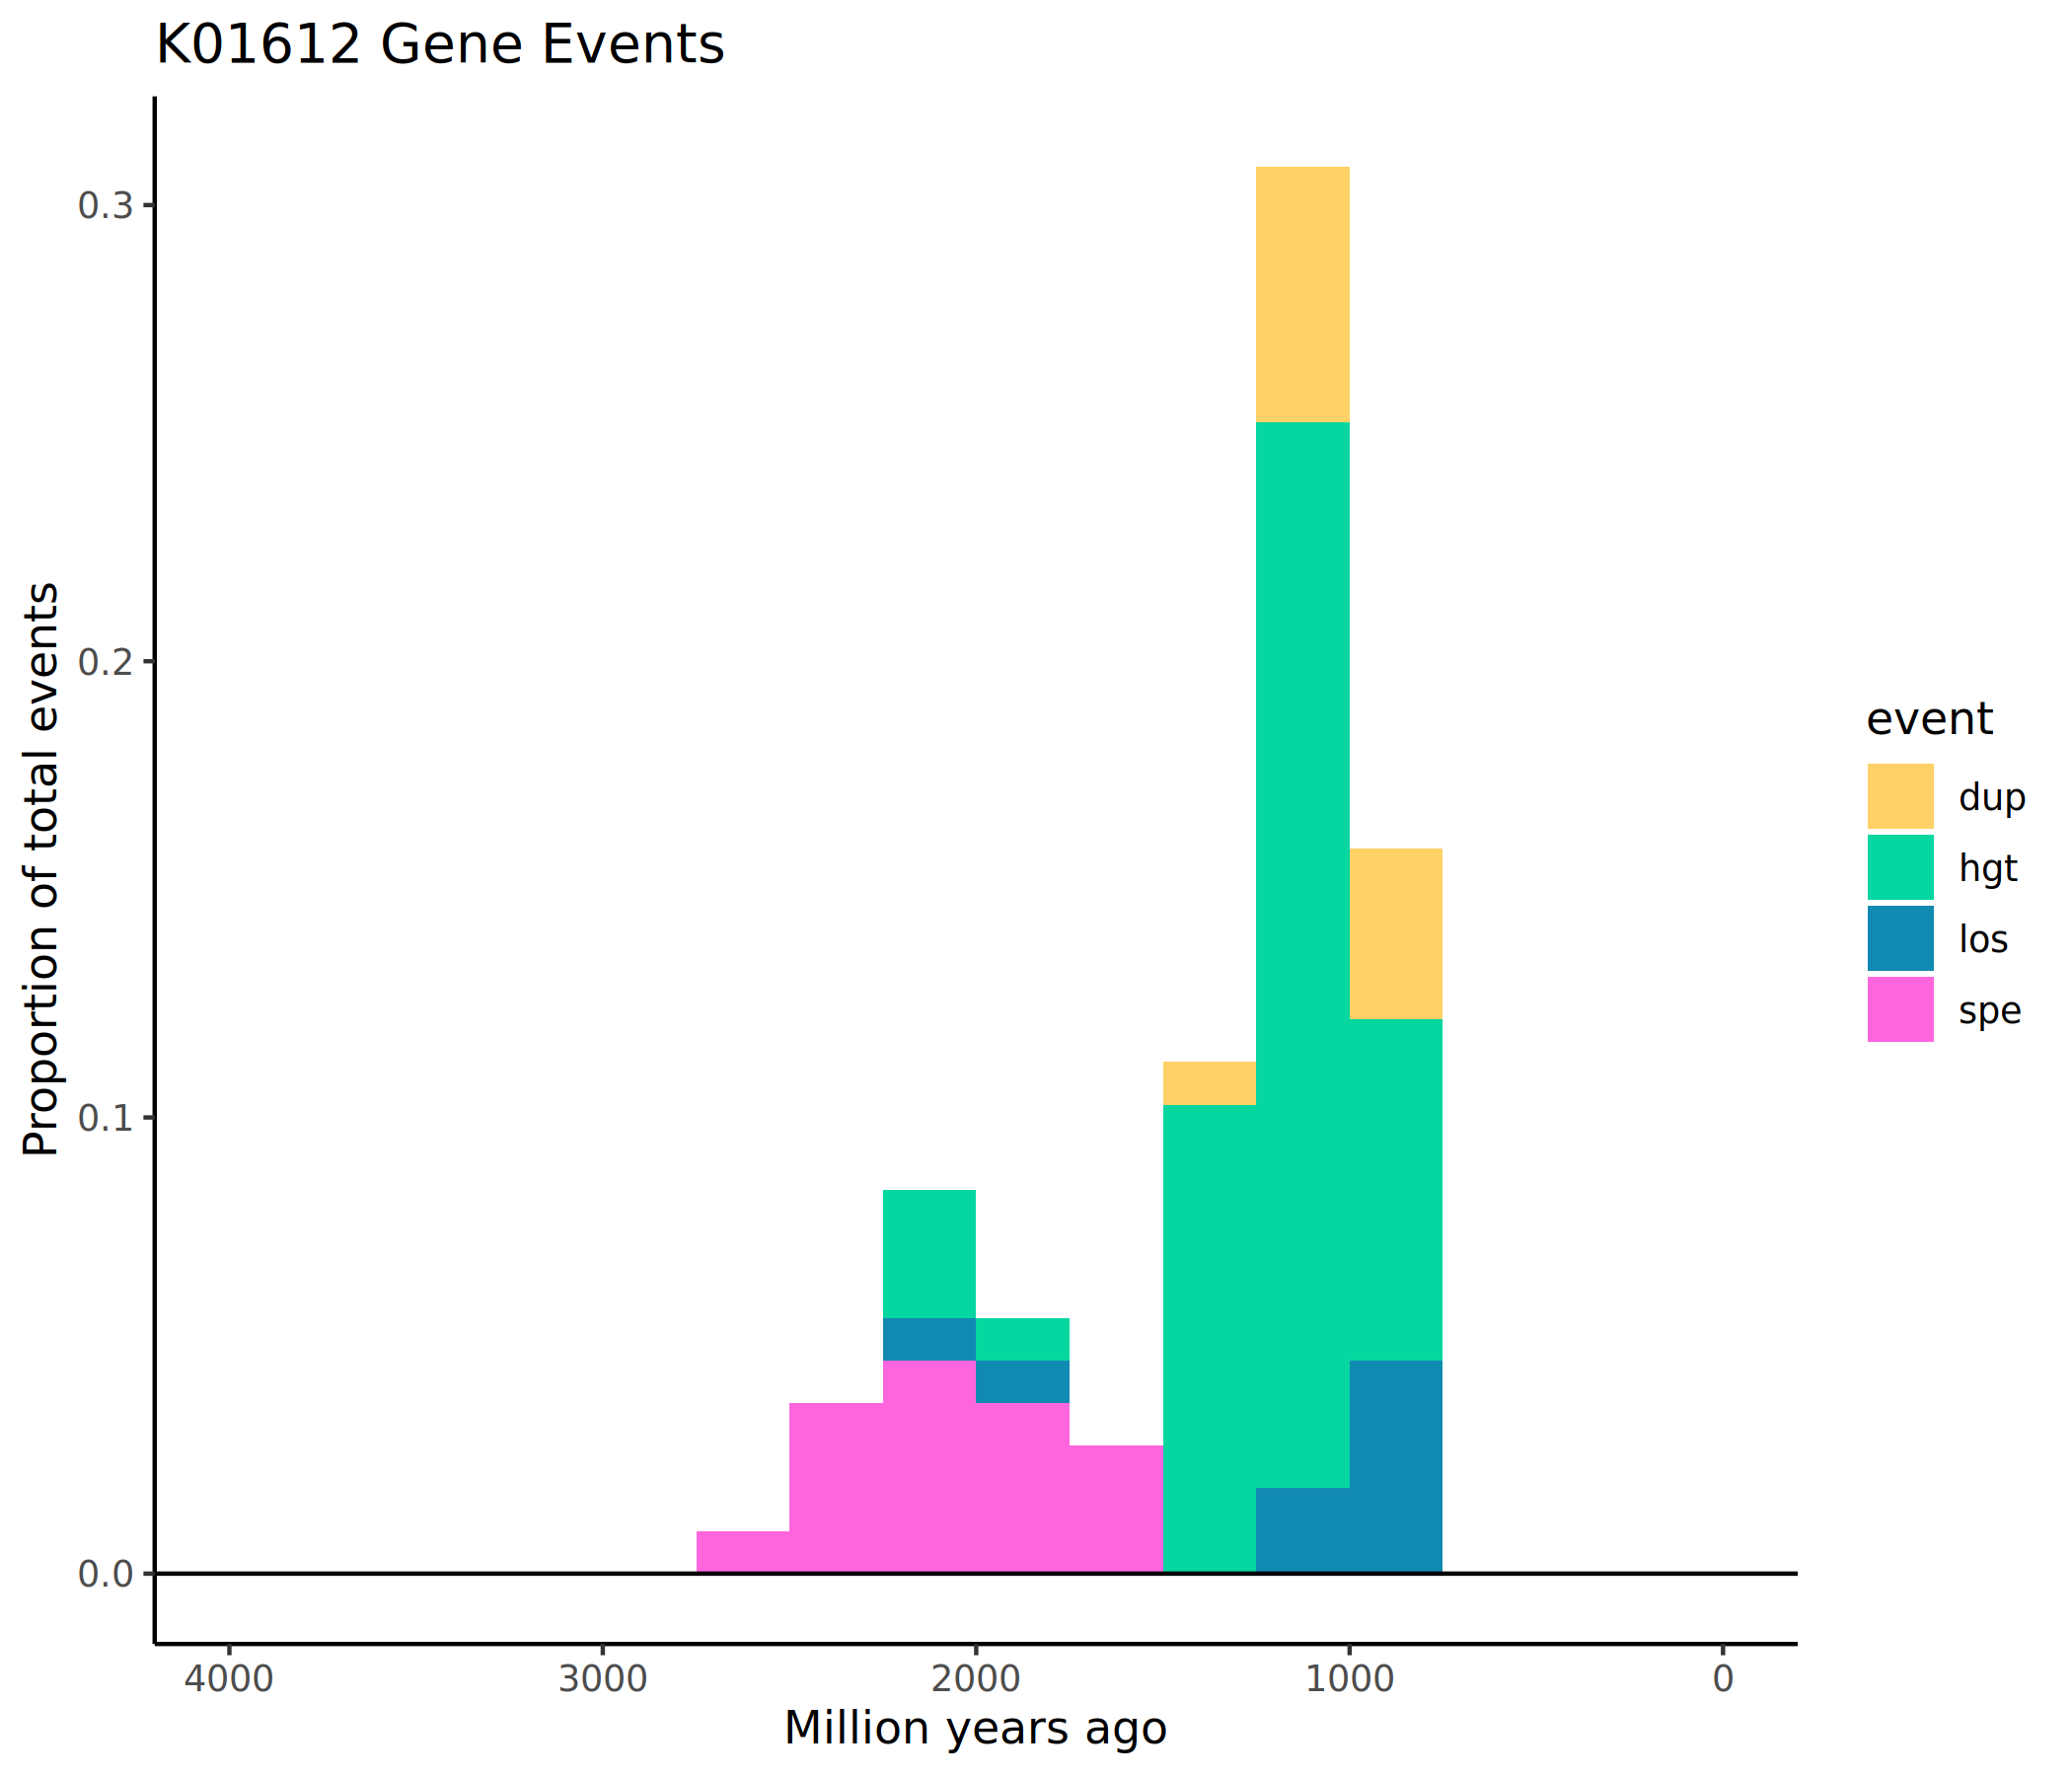 K01612 Gene Events
0.3
0.2
0.1
0.0
Proportion of total events
4000 3000 2000 1000 0
Million years ago
event
dup
hgt
los
spe